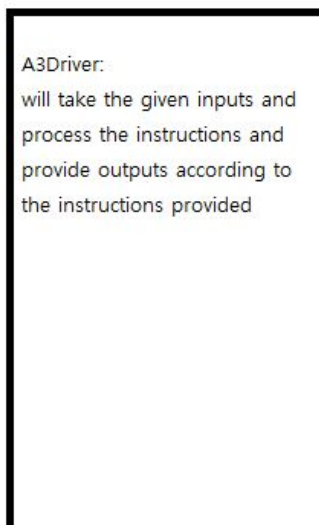 A3Driver:
will take the given inputs and
process the instructions and
provide outputs according to
the instructions provided